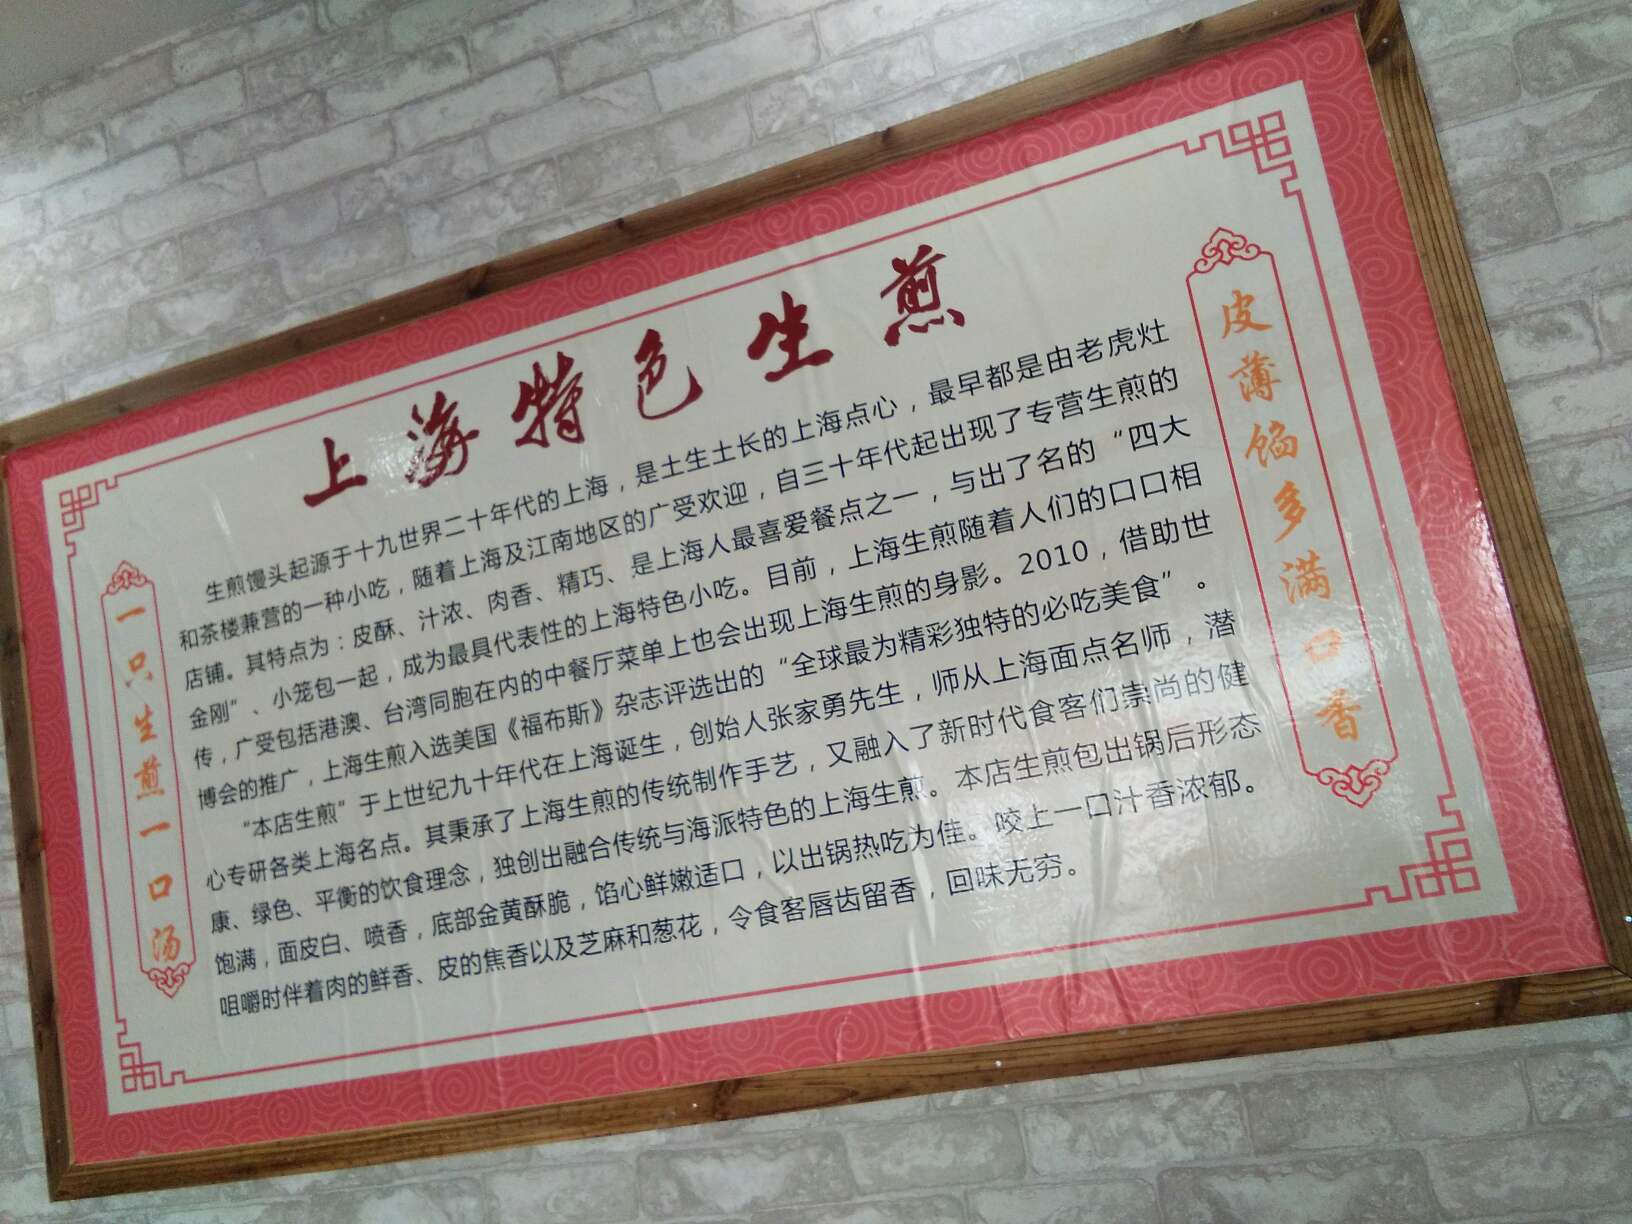 上海特色生煎
生煎馒头起源于十九世界二十年代的上海，是土生土长的上海点心，最早都是由老虎灶
和茶楼兼营的一种小吃，随着上海及江南地区的广受欢迎，自三十年代起出现了专营生煎的
店铺。其特点为：皮酥、汁浓、肉香、精巧、是上海人最喜爱餐点之一，与出了名的“四大
金刚”、小笼包一起，成为最具代表性的上海特色小吃。目前，上海生煎随着人们的口口相
传，广受包括港澳、台湾同胞在内的中餐厅菜单上也会出现上海生煎的身影。2010，借助世
博会的推广，上海生煎入选美国《福布斯》杂志评选出的“全球最为精彩独特的必吃美食”。
“本店生煎”于上世纪九十年代在上海诞生，创始人张家勇先生，师从上海面点名师，潜
心专研各类上海名点。其秉承了上海生煎的传统制作手艺，又融入了新时代食客们崇尚的健
康、绿色、平衡的饮食理念，独创出融合传统与海派特色的上海生煎。本店生煎包出锅后形态
饱满，面皮白、喷香，底部金黄酥脆，馅心鲜嫩适口，以出锅热吃为佳。咬上一口汁香浓郁。
咀嚼时伴着肉的鲜香、皮的焦香以及芝麻和葱花，令食客唇齿留香，回味无穷。
一只生煎一口汤
皮薄馅多满口香